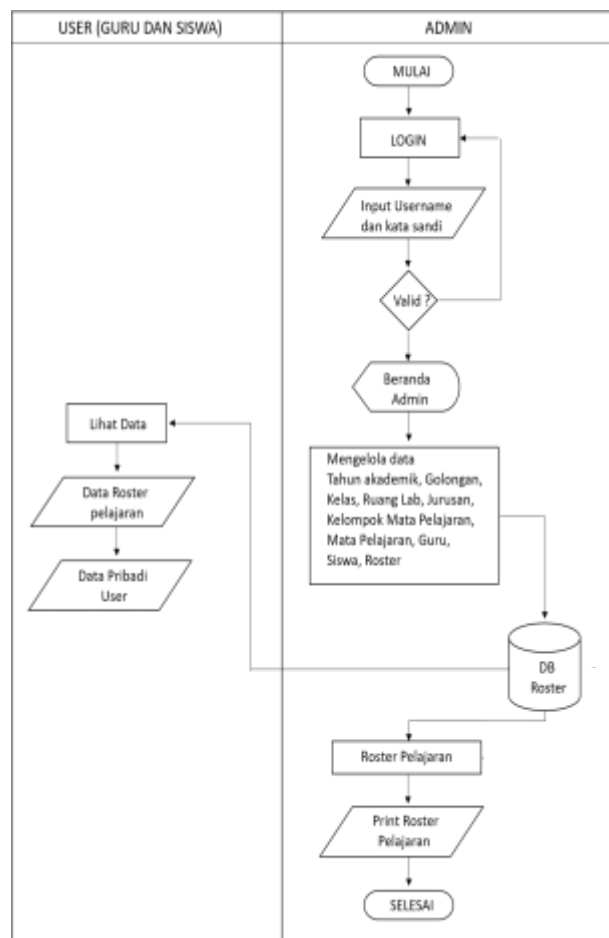 USER (GURU DAN SISWA)
ADMIN
MULAI
LOGIN
Input Username
dan kata sandi
Valid ?
Beranda
Admin
Lihat Data
Data Roster
pelajaran
Data Pribadi
User
Mengelola data
Tahun akademik, Golongan,
Kelas, Ruang Lab, Jurusan,
Kelompok Mata Pelajaran,
Mata Pelajaran, Guru,
Siswa, Roster
DB
Roster
Roster Pelajaran
Print Roster
Pelajaran
SELESAI